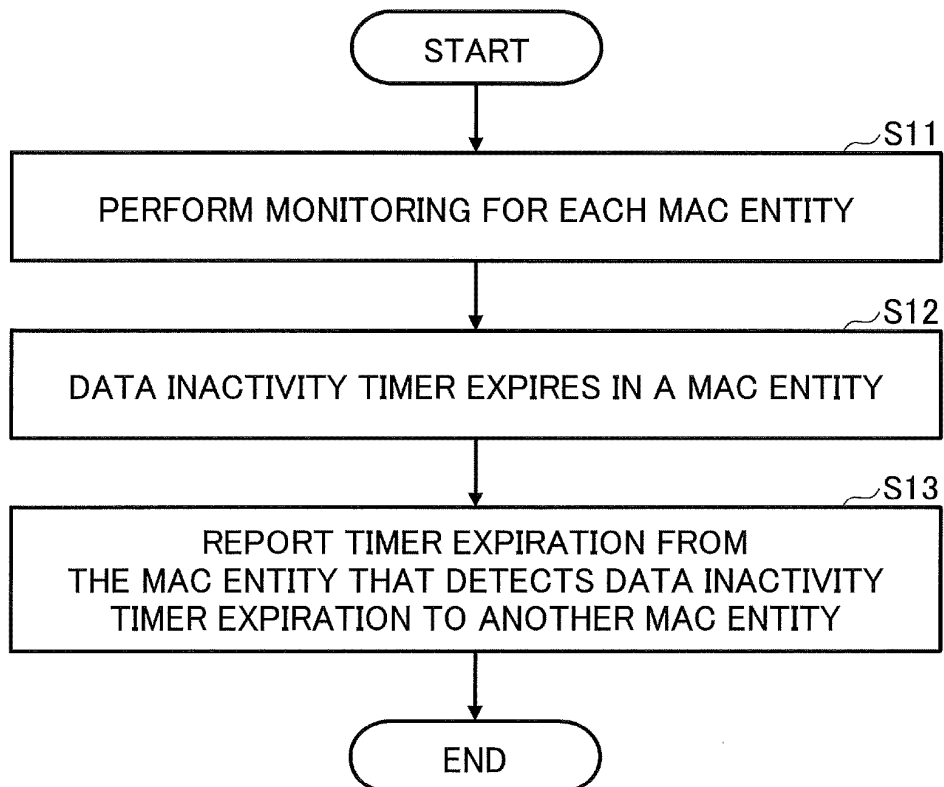 START
S11
PERFORM MONITORING FOR EACH MAC ENTITY
S12
DATA INACTIVITY TIMER EXPIRES IN A MAC ENTITY
S13
REPORT TIMER EXPIRATION FROM
THE MAC ENTITY THAT DETECTS DATA INACTIVITY
TIMER EXPIRATION TO ANOTHER MAC ENTITY
END